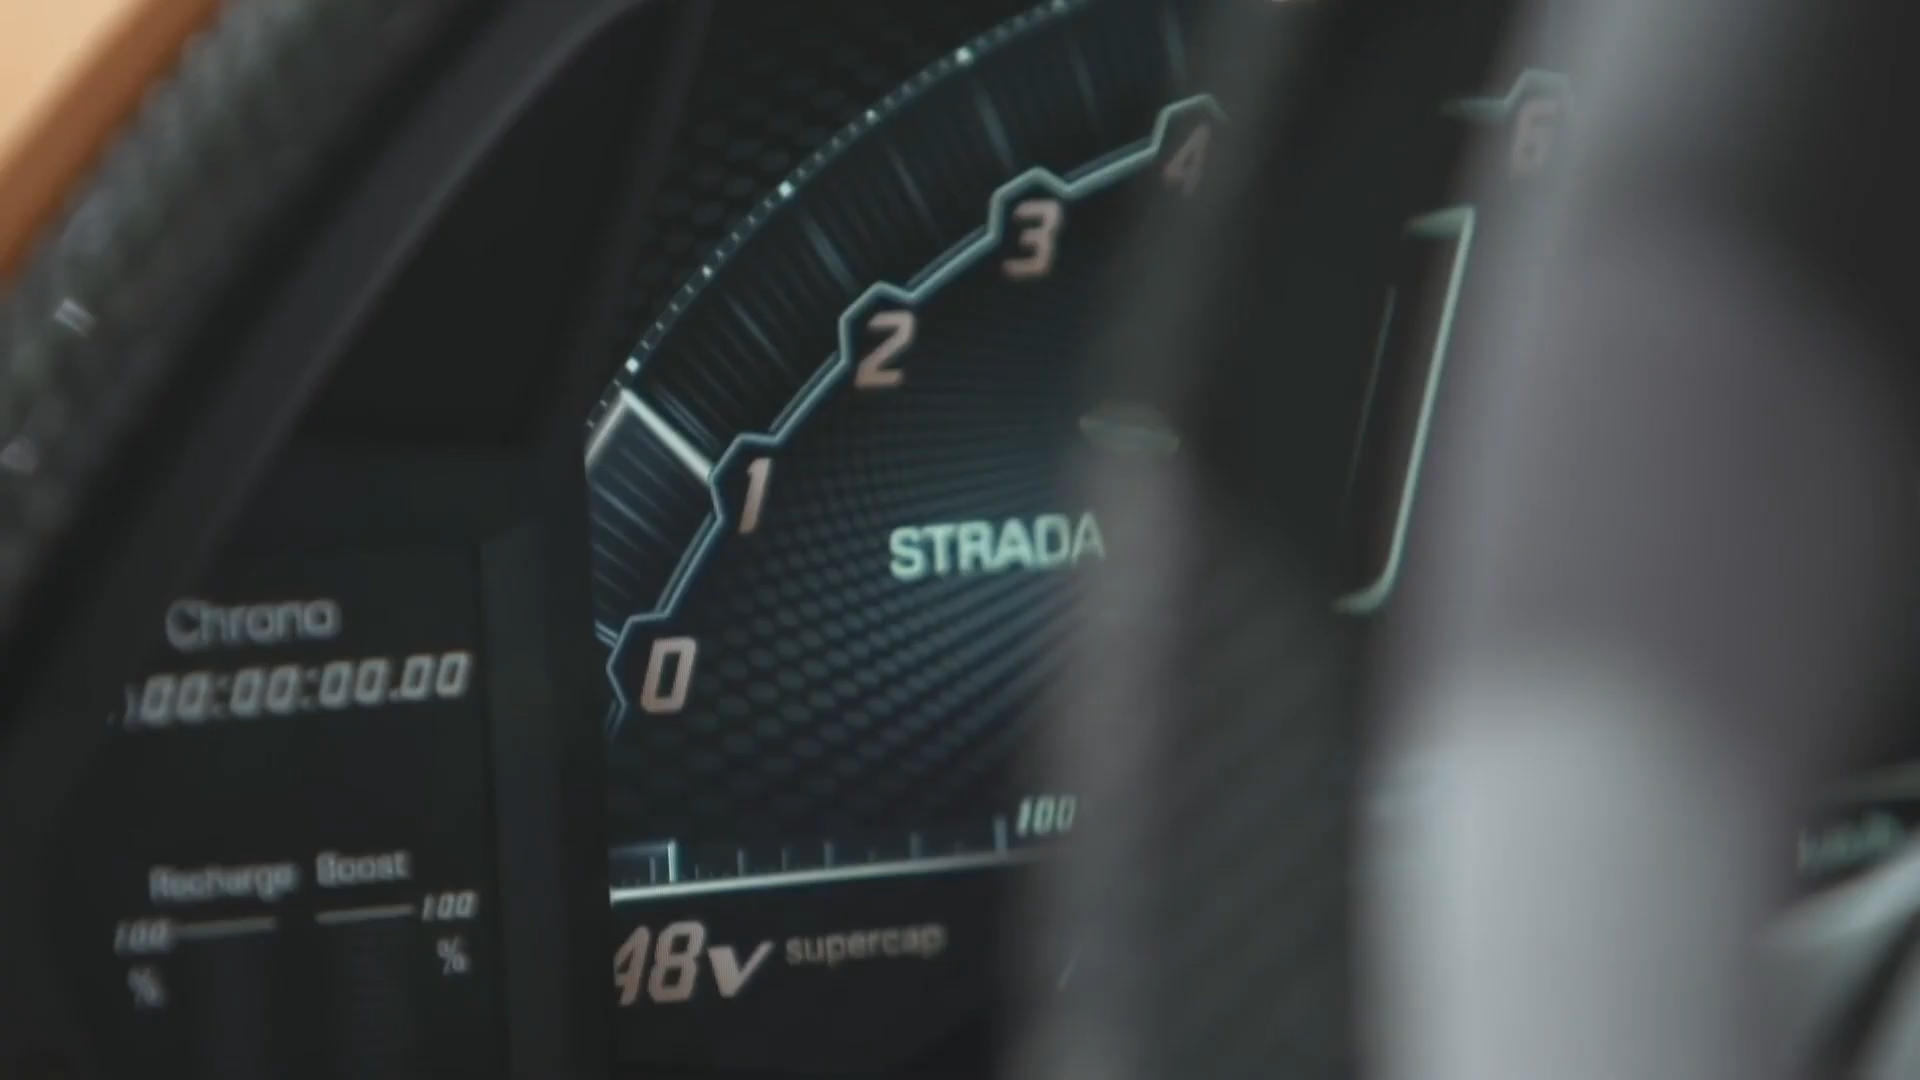 Chrono
00:00:00.00
Recharge Boost
100 100
% %
0
1
2
3
4
6
STRADA
100
48v supercap